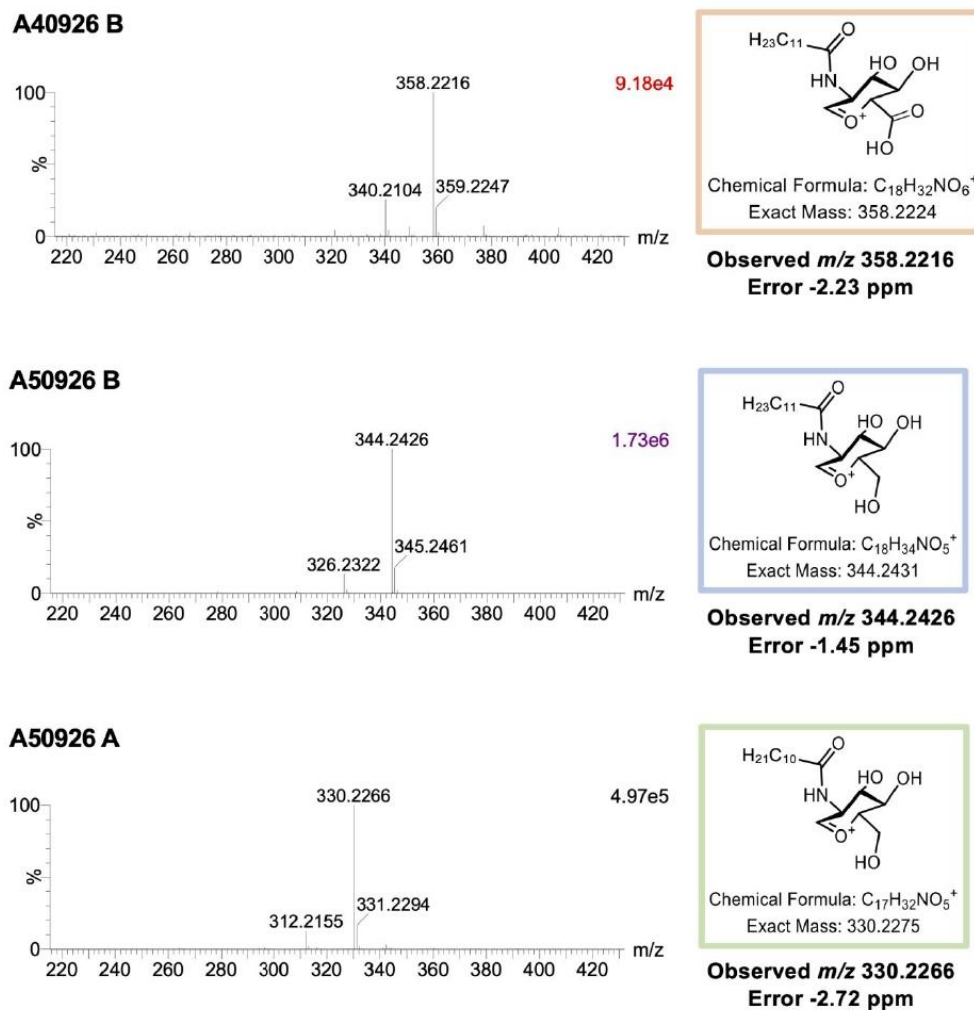 A40926 B
100
%
0
358.2216
340.2104
359.2247
9.18e4
m/z
220 240 260 280 300 320 340 360 380 400 420
H₂₃C₁₁
O
HN
HO
OH
O⁺
O
HO
Chemical Formula: C₁₈H₃₂NO₆⁺
Exact Mass: 358.2224
Observed m/z 358.2216
Error -2.23 ppm
A50926 B
100
%
0
344.2426
326.2322
345.2461
1.73e6
m/z
220 240 260 280 300 320 340 360 380 400 420
H₂₃C₁₁
O
HN
HO
OH
O⁺
HO
Chemical Formula: C₁₈H₃₄NO₅⁺
Exact Mass: 344.2431
Observed m/z 344.2426
Error -1.45 ppm
A50926 A
100
%
0
330.2266
312.2155
331.2294
4.97e5
m/z
220 240 260 280 300 320 340 360 380 400 420
H₂₁C₁₀
O
HN
HO
OH
O⁺
HO
Chemical Formula: C₁₇H₃₂NO₅⁺
Exact Mass: 330.2275
Observed m/z 330.2266
Error -2.72 ppm